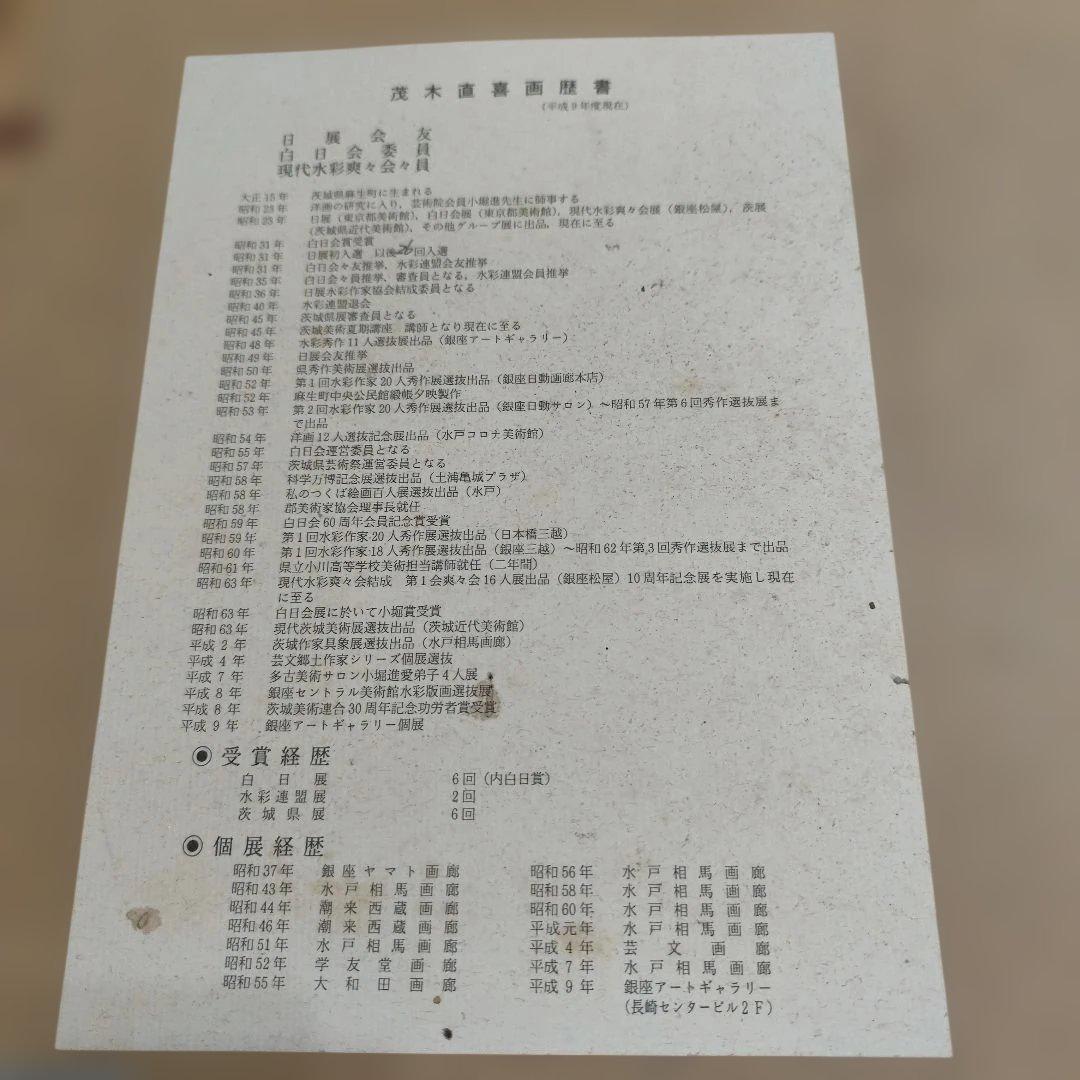 茂木直喜画歴書
(平成9年度現在)
日展会友
白日会委員
現代水彩爽々会々員
大正15年 茨城県麻生町に生まれる
昭和23年 洋画の研究に入り，芸術院会員小堀進先生に師事する
昭和23年 日展（東京都美術館），白日会展（東京都美術館），現代水彩爽々会展（銀座松屋），茨展
（茨城県近代美術館），その他グループ展に出品，現在に至る
昭和31年 白日会賞受賞
昭和31年 日展初入選 以後 回入選
昭和31年 白日会々友推挙，水彩連盟会友推挙
昭和35年 白日会々員推挙，審査員となる，水彩連盟会員推挙
昭和36年 日展水彩作家協会結成委員となる
昭和40年 水彩連盟退会
昭和45年 茨城県展審査員となる
昭和45年 茨城美術夏期講座 講師となり現在に至る
昭和48年 水彩秀作11人選抜展出品（銀座アートギャラリー）
昭和49年 日展会友推挙
昭和50年 県秀作美術展選抜出品
昭和52年 第1回水彩作家20人秀作展選抜出品（銀座日動画廊本店）
昭和52年 麻生町中央公民館緞帳夕映製作
昭和53年 第2回水彩作家20人秀作展選抜出品（銀座日動サロン）〜昭和57年第6回秀作選抜展ま
で出品
昭和54年 洋画12人選抜記念展出品（水戸コロナ美術館）
昭和55年 白日会運営委員となる
昭和57年 茨城県芸術祭運営委員となる
昭和58年 科学万博記念展選抜出品（土浦亀城プラザ）
昭和58年 私のつくば絵画百人展選抜出品（水戸）
昭和58年 郡美術家協会理事長就任
昭和59年 白日会60周年会員記念賞受賞
昭和59年 第1回水彩作家20人秀作展選抜出品（日本橋三越）
昭和60年 第1回水彩作家18人秀作展選抜出品（銀座三越）〜昭和62年第3回秀作選抜展まで出品
昭和61年 県立小川高等学校美術担当講師就任（二年間）
昭和63年 現代水彩爽々会結成 第1会爽々会16人展出品（銀座松屋）10周年記念展を実施し現在
に至る
昭和63年 白日会展に於いて小堀賞受賞
昭和63年 現代茨城美術展選抜出品（茨城近代美術館）
平成2年 茨城作家具象展選抜出品（水戸相馬画廊）
平成4年 芸文郷土作家シリーズ個展選抜
平成7年 多古美術サロン小堀進愛弟子4人展
平成8年 銀座セントラル美術館水彩版画選抜展
平成8年 茨城美術連合30周年記念功労者賞受賞
平成9年 銀座アートギャラリー個展
◉受賞経歴
白日展 6回（内白日賞）
水彩連盟展 2回
茨城県展 6回
◉個展経歴
昭和37年 銀座ヤマト画廊
昭和43年 水戸相馬画廊
昭和44年 潮来西蔵画廊
昭和46年 潮来西蔵画廊
昭和51年 水戸相馬画廊
昭和52年 学友堂画廊
昭和55年 大和田画廊
昭和56年 水戸相馬画廊
昭和58年 水戸相馬画廊
昭和60年 水戸相馬画廊
平成元年 水戸相馬画廊
平成4年 芸文画廊
平成7年 水戸相馬画廊
平成9年 銀座アートギャラリー
（長崎センタービル2F）